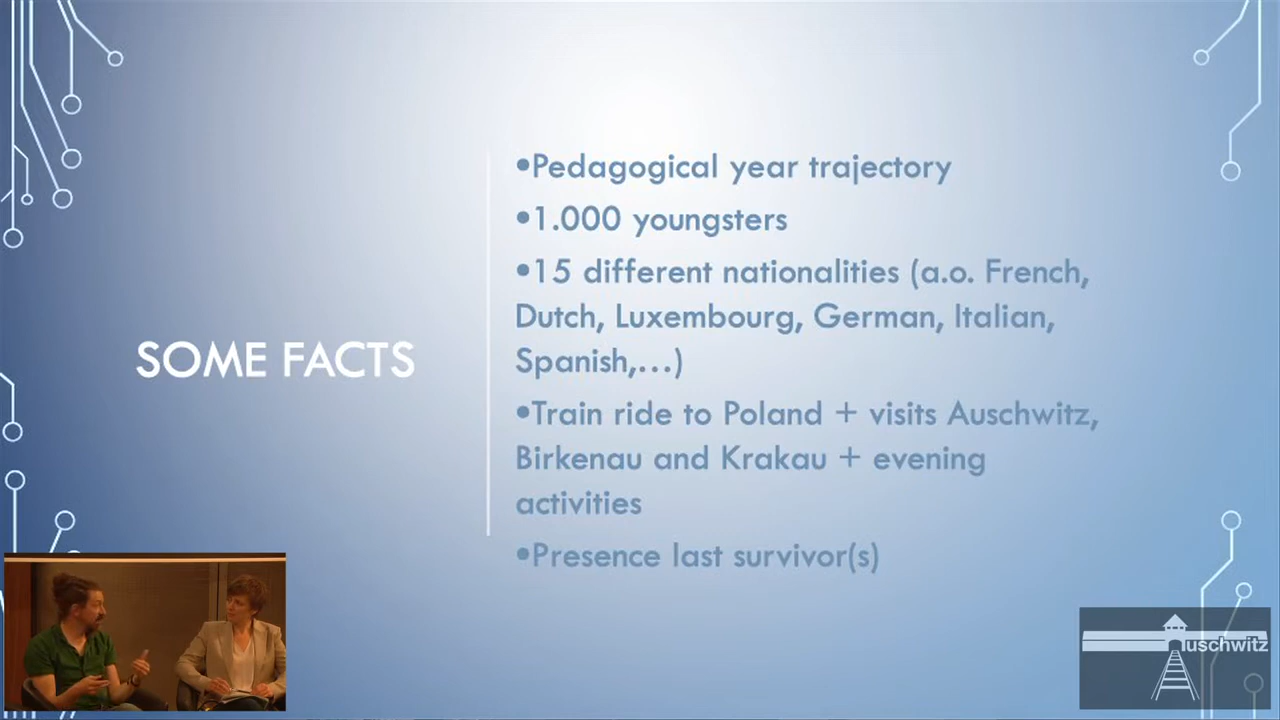 SOME FACTS
•Pedagogical year trajectory
•1.000 youngsters
•15 different nationalities (a.o. French,
Dutch, Luxembourg, German, Italian,
Spanish,...)
•Train ride to Poland + visits Auschwitz,
Birkenau and Krakau + evening
activities
•Presence last survivor(s)
uschwitz